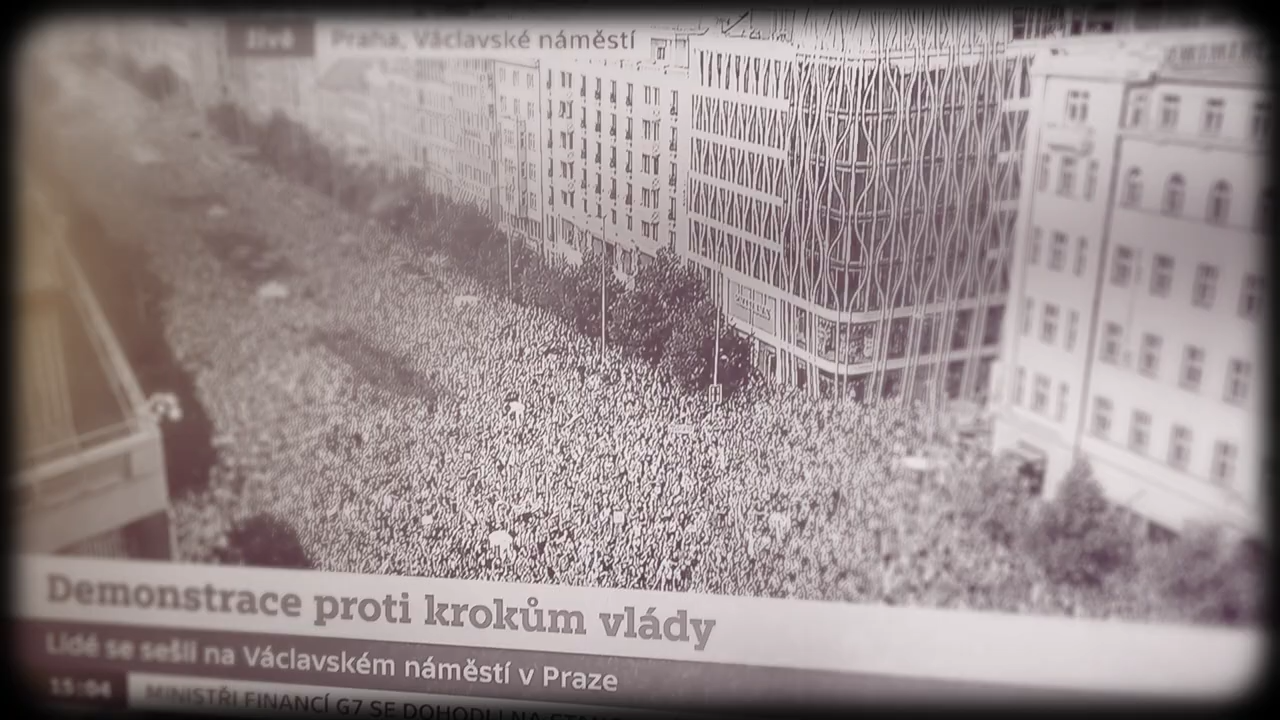 živě Praha, Václavské náměstí
Demonstrace proti krokům vlády
Lidé se sešli na Václavském náměstí v Praze
15:04 MINISTŘI FINANCÍ G7 SE DOHODLI NA